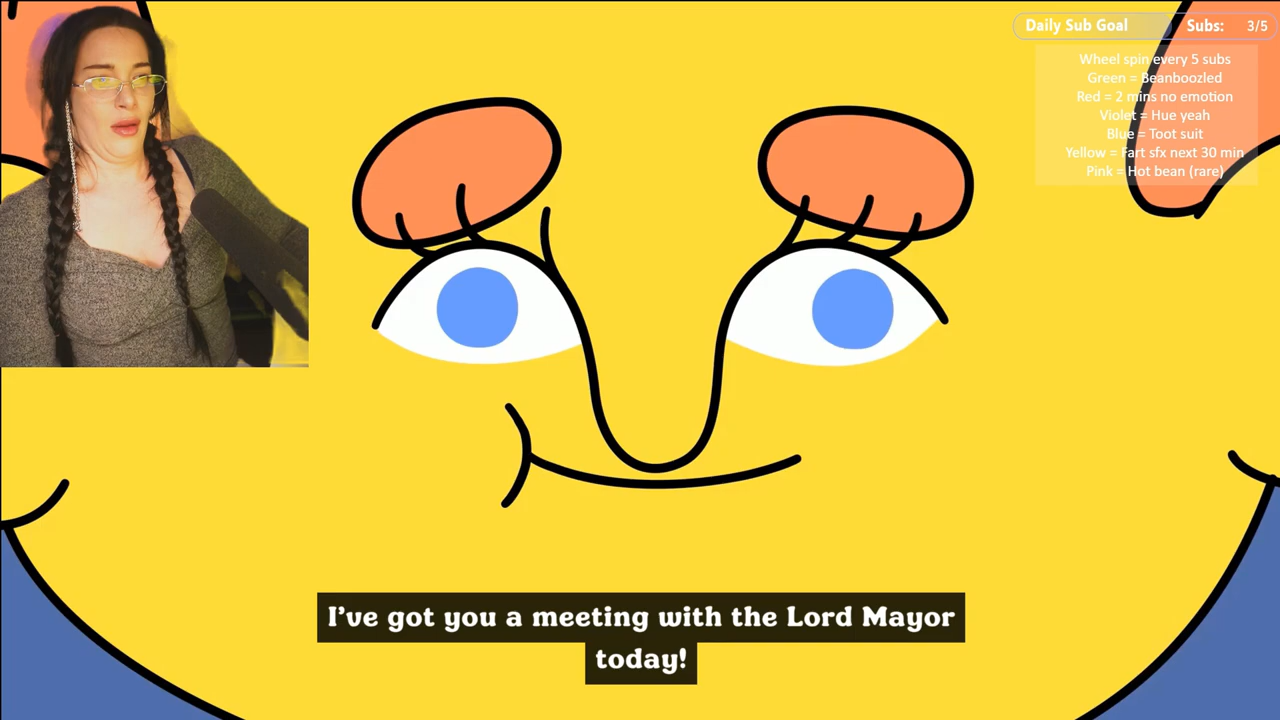 Daily Sub Goal Subs: 3/5
Wheel spin every 5 subs
Green = Beanboozled
Red = 2 mins no emotion
Violet = Hue yeah
Blue = Toot suit
Yellow = Fart sfx next 30 min
Pink = Hot bean (rare)
I've got you a meeting with the Lord Mayor
today!